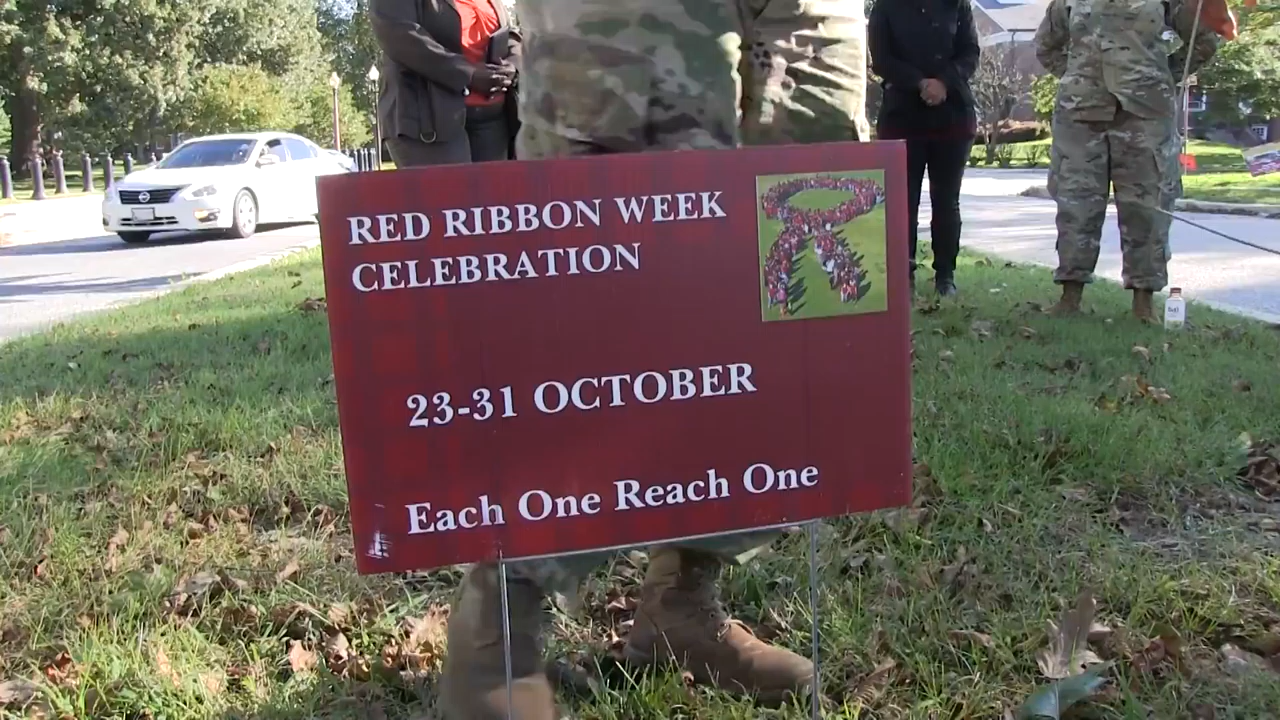 RED RIBBON WEEK
CELEBRATION
23-31 OCTOBER
Each One Reach One